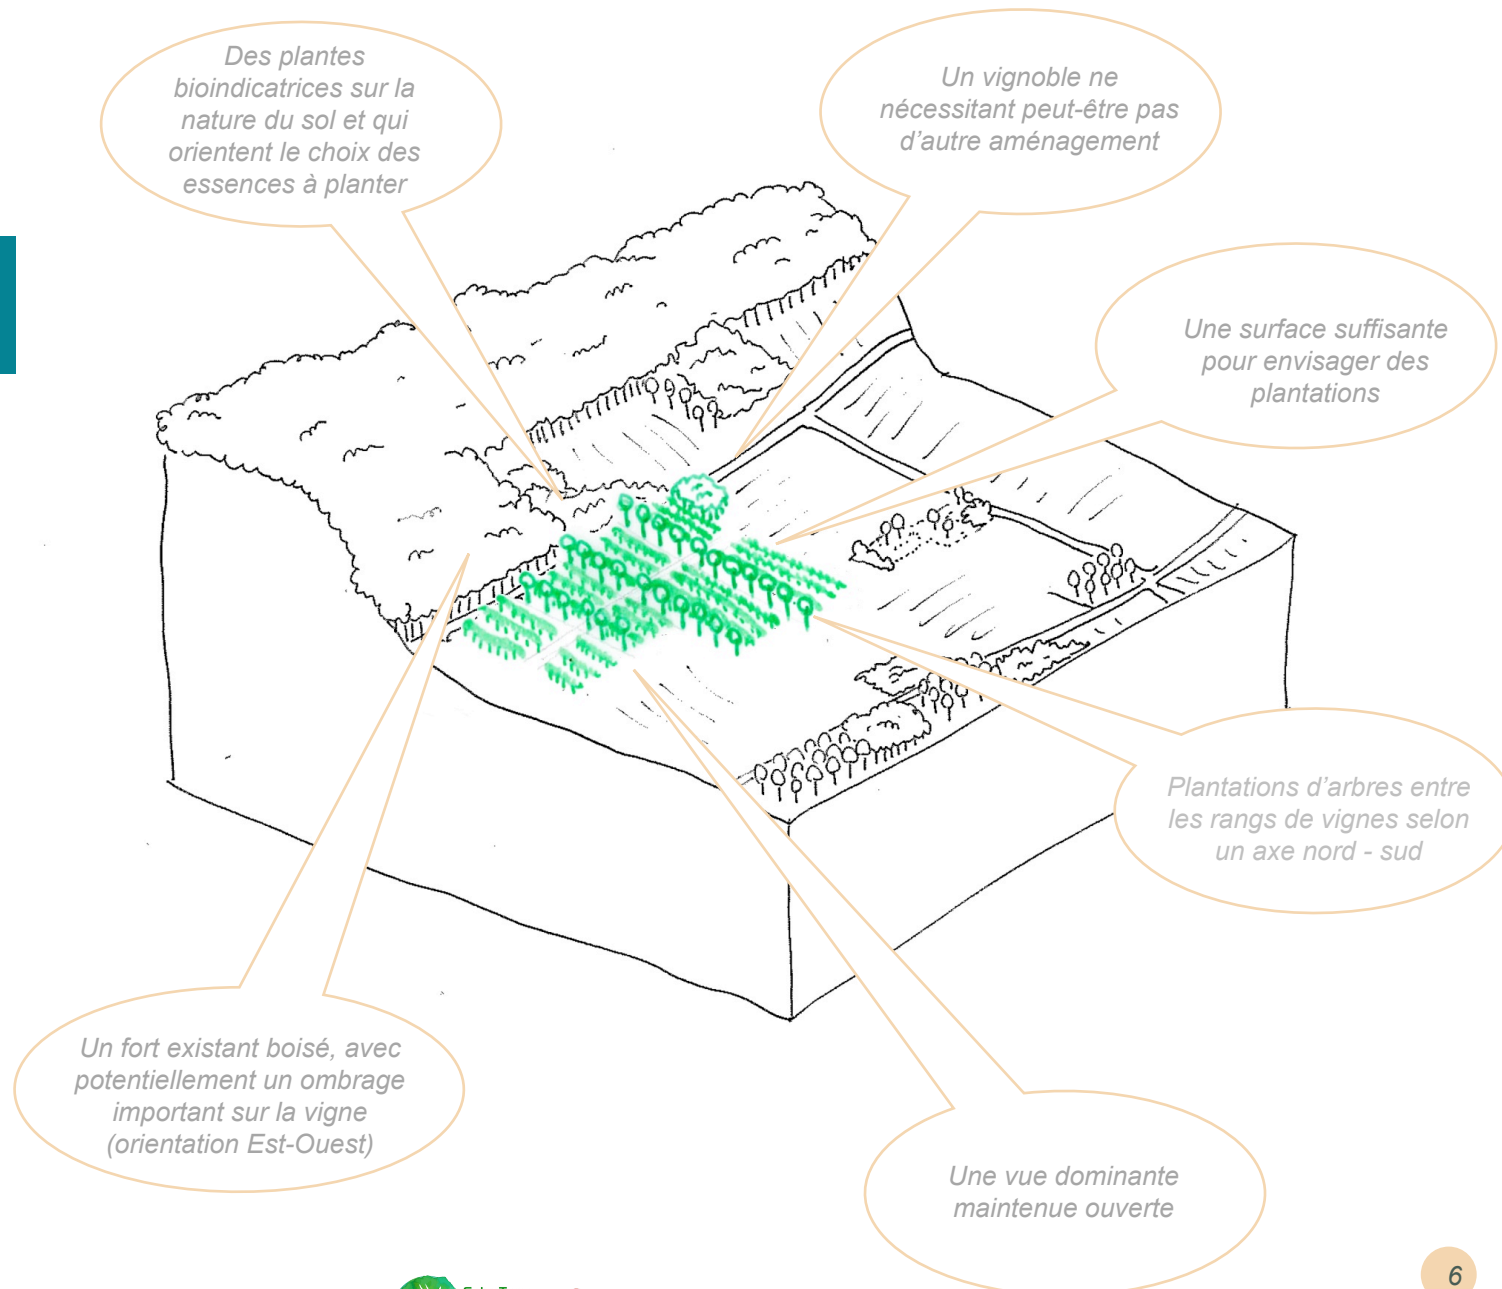 Des plantes
bioindicatrices sur la
nature du sol et qui
orientent le choix des
essences à planter
Un vignoble ne
nécessitant peut-être pas
d'autre aménagement
Une surface suffisante
pour envisager des
plantations
Plantations d'arbres entre
les rangs de vignes selon
un axe nord - sud
Un fort existant boisé, avec
potentiellement un ombrage
important sur la vigne
(orientation Est-Ouest)
Une vue dominante
maintenue ouverte
6